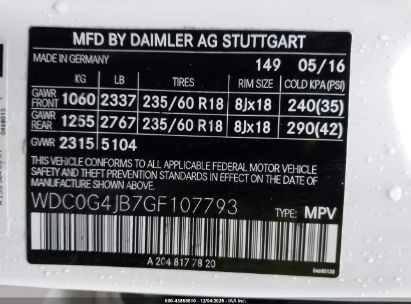 MFD BY DAIMLER AG STUTTGART
MADE IN GERMANY 149 05/16
KG LB TIRES RIM SIZE COLD KPA (PSI)
GAWR FRONT 1060 2337 235/60 R18 8Jx18 240(35)
GAWR REAR 1255 2767 235/60 R18 8Jx18 290(42)
GVWR 2315 5104
THIS VEHICLE CONFORMS TO ALL APPLICABLE FEDERAL MOTOR VEHICLE SAFETY, BUMPER AND THEFT PREVENTION STANDARDS IN
EFFECT ON THE DATE OF MANUFACTURE SHOWN ABOVE.
WDC0G4JB7GF107793 TYPE: MPV
A 204 817 78 20